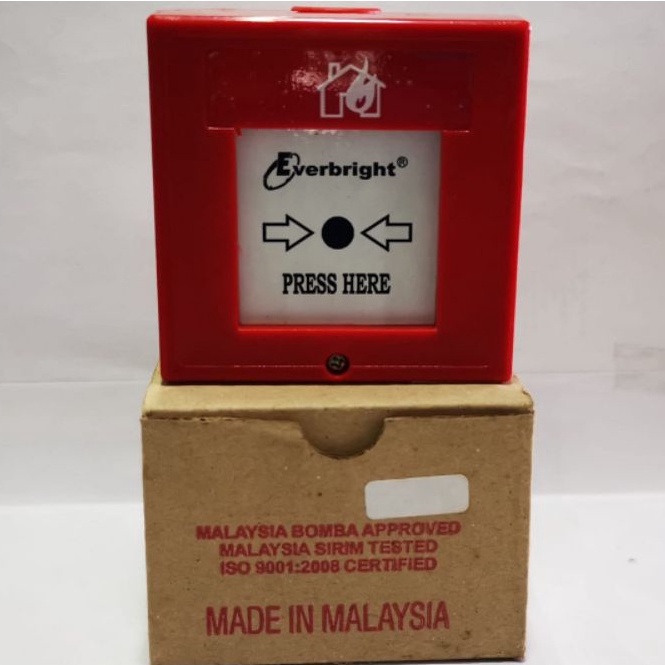 Everbright®
PRESS HERE
MALAYSIA BOMBA APPROVED
MALAYSIA SIRIM TESTED
ISO 9001:2008 CERTIFIED
MADE IN MALAYSIA